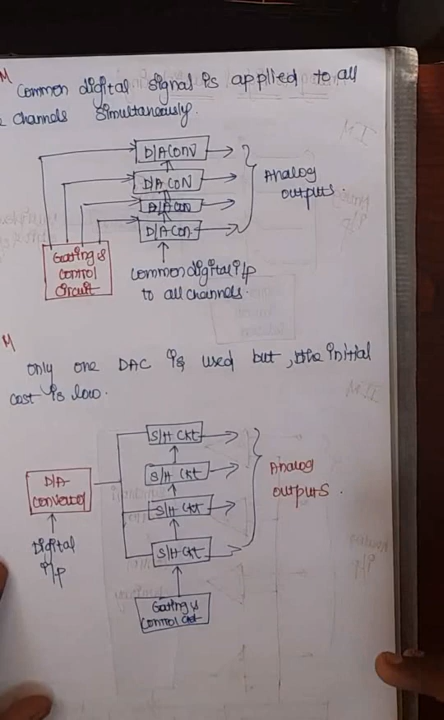 M
Common digital signal is applied to all
channels simultaneously.
D/A CONV
D/A CON
D/A CON
D/A CON.
Analog
outputs.
Gating &
control
circuit
common digital i/p
to all channels.
M
only one DAC is used but, the initial
cost is low.
S/H CKt
S/H CKt
S/H CKt
S/H CKt
D/A
Convertor
Analog
outputs.
Digital
i/p
Gating &
control ckt